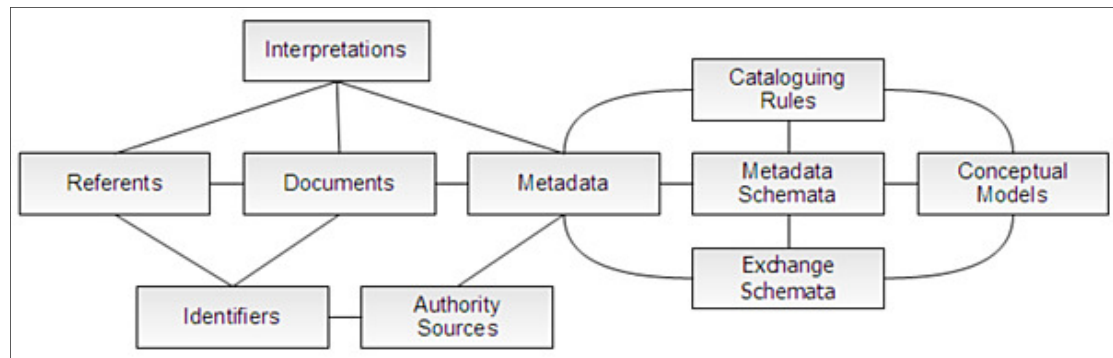 Interpretations
Cataloguing
Rules
Referents
Documents
Metadata
Metadata
Schemata
Conceptual
Models
Exchange
Schemata
Identifiers
Authority
Sources